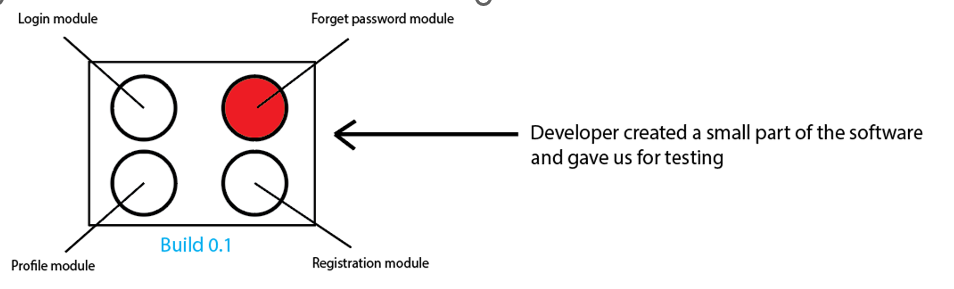 Login module
Forget password module
Developer created a small part of the software
and gave us for testing
Build 0.1
Profile module
Registration module